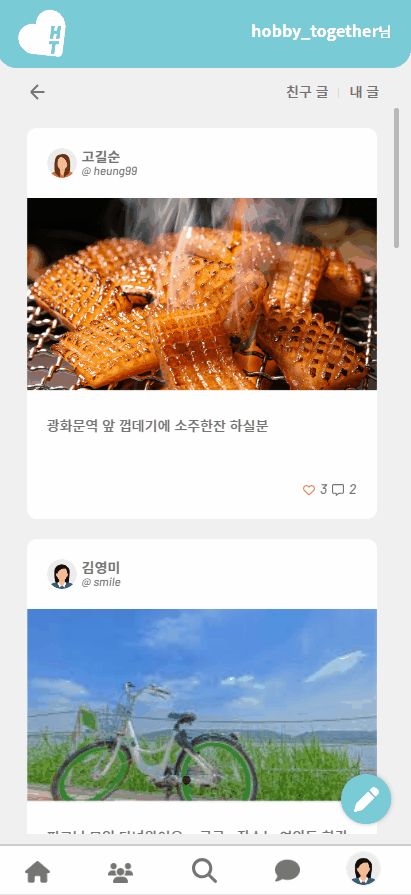 HT
hobby_together님
친구 글 | 내 글
고길순
@ heung99
광화문역 앞 껍데기에 소주한잔 하실분
3 2
김영미
@ smile